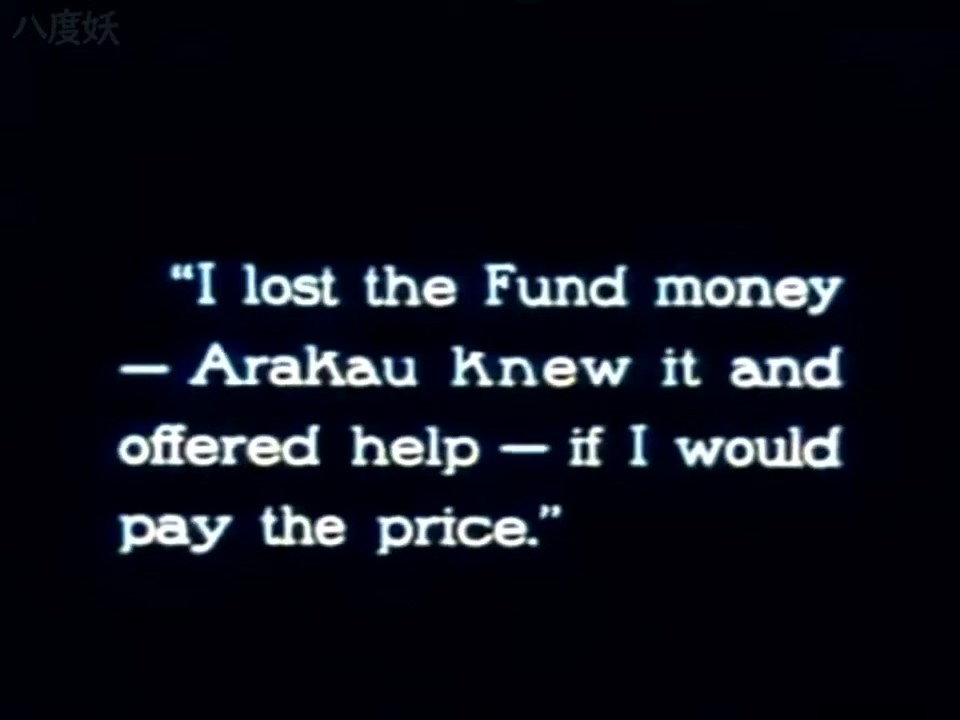 八度妖
“I lost the Fund money
— Arakau knew it and
offered help — if I would
pay the price.”